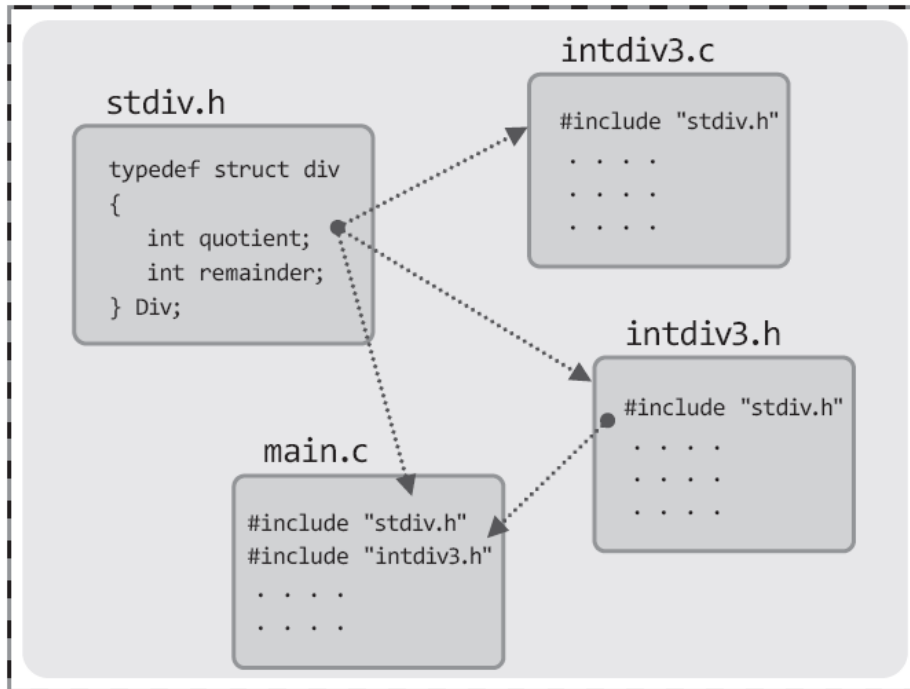 stdiv.h
typedef struct div
{
int quotient;
int remainder;
} Div;
intdiv3.c
#include "stdiv.h"
. . . .
. . . .
. . . .
intdiv3.h
#include "stdiv.h"
. . . .
. . . .
. . . .
main.c
#include "stdiv.h"
#include "intdiv3.h"
. . . .
. . . .